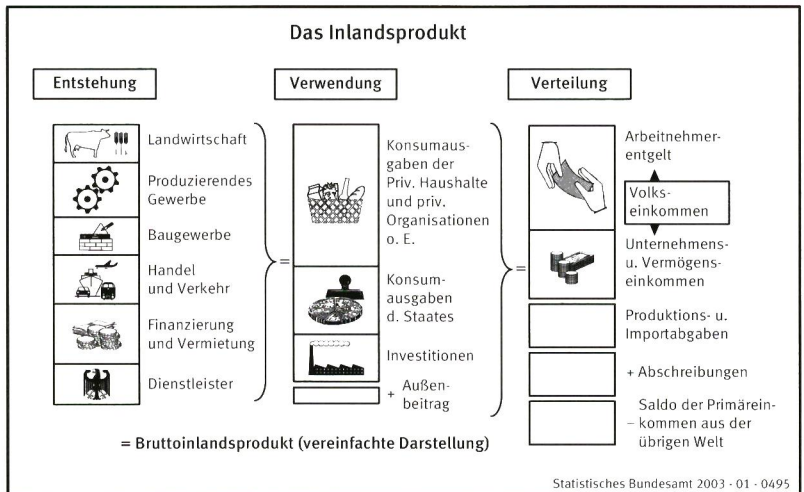 Das Inlandsprodukt
Entstehung
Landwirtschaft
Produzierendes
Gewerbe
Baugewerbe
Handel
und Verkehr
Finanzierung
und Vermietung
Dienstleister
=
Verwendung
Konsumaus-
gaben der
Priv. Haushalte
und priv.
Organisationen
o. E.
Konsum-
ausgaben
d. Staates
Investitionen
+ Außen-
beitrag
=
Verteilung
Arbeitnehmer-
entgelt
Volks-
einkommen
Unternehmens-
u. Vermögens-
einkommen
Produktions- u.
Importabgaben
+ Abschreibungen
Saldo der Primärein-
– kommen aus der
übrigen Welt
= Bruttoinlandsprodukt (vereinfachte Darstellung)
Statistisches Bundesamt 2003 - 01 - 0495